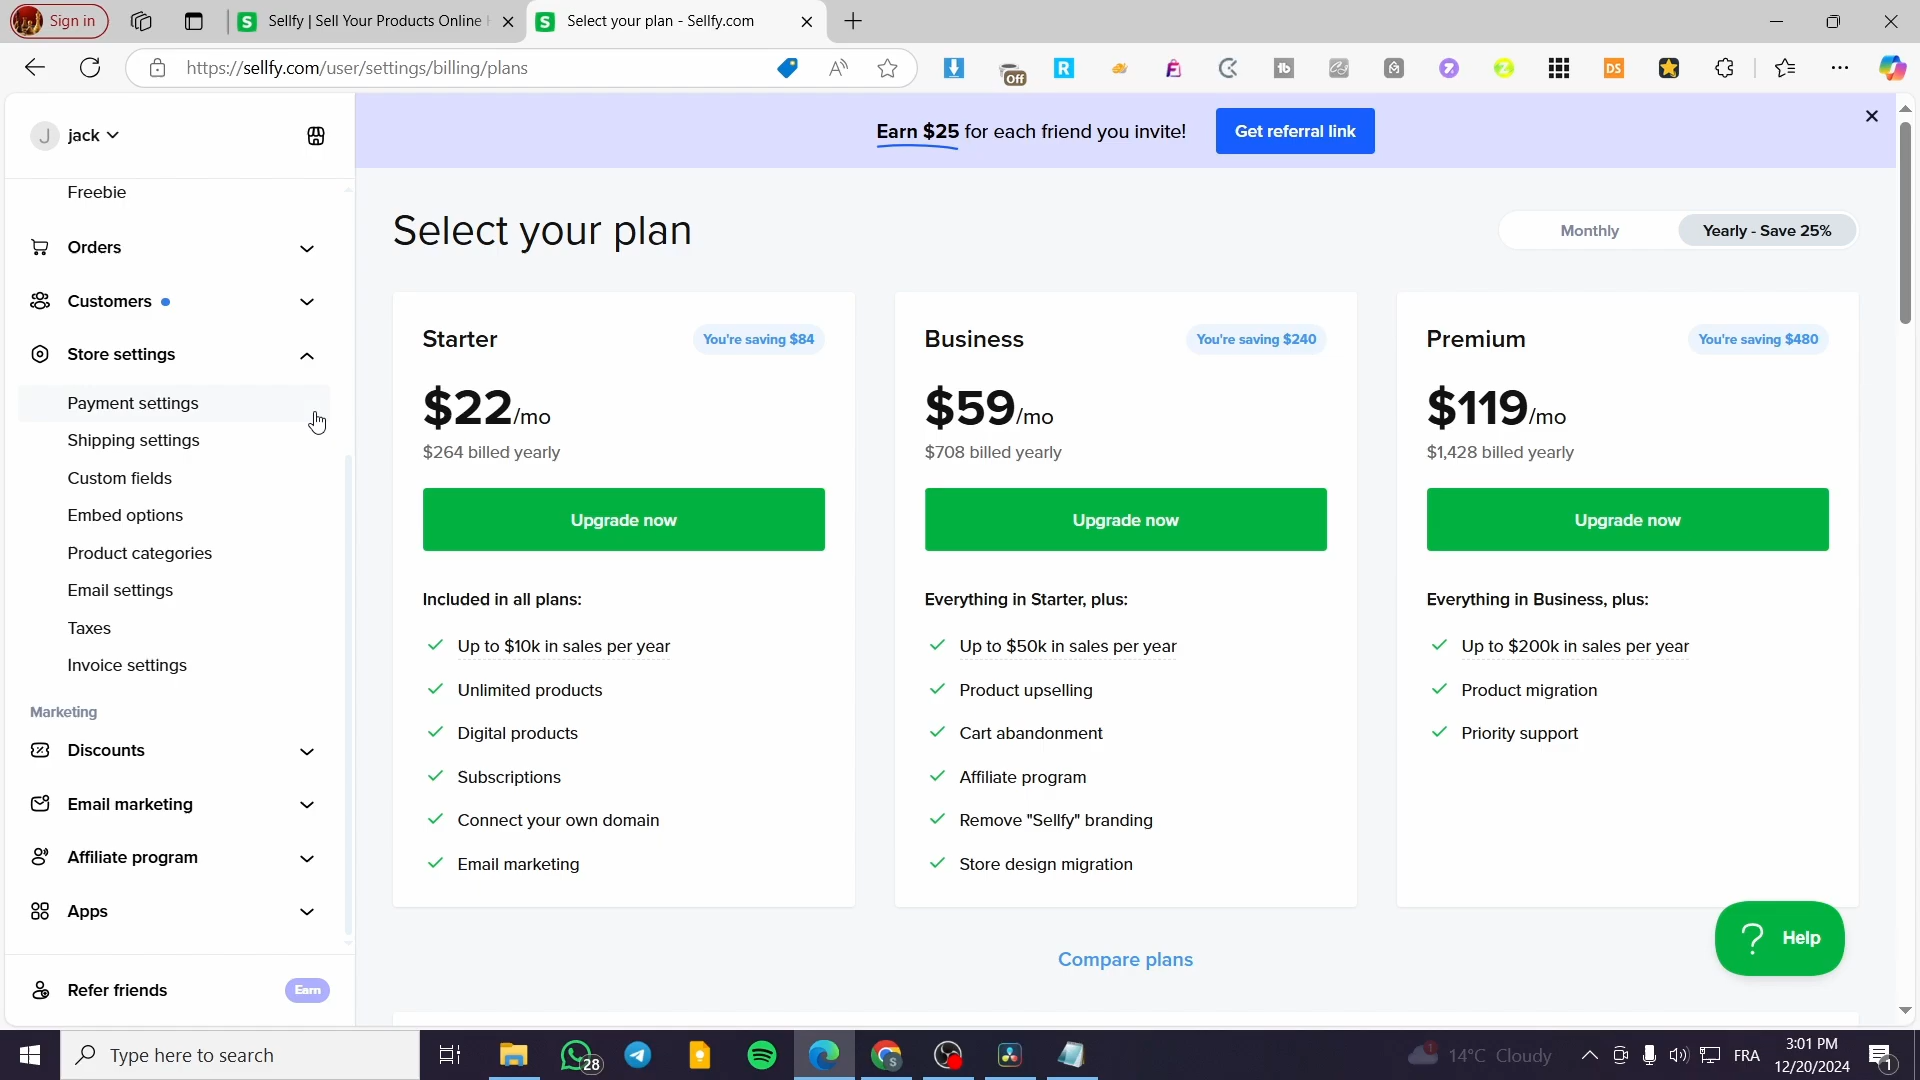 Sign in
Sellfy | Sell Your Products Online
Select your plan - Sellfy.com
https://sellfy.com/user/settings/billing/plans
Off
J jack
Earn $25 for each friend you invite!
Get referral link
Freebie
Orders
Customers
Store settings
Payment settings
Shipping settings
Custom fields
Embed options
Product categories
Email settings
Taxes
Invoice settings
Marketing
Discounts
Email marketing
Affiliate program
Apps
Refer friends
Earn
Select your plan
Monthly
Yearly - Save 25%
Starter
You're saving $84
$22/mo
$264 billed yearly
Upgrade now
Included in all plans:
Up to $10k in sales per year
Unlimited products
Digital products
Subscriptions
Connect your own domain
Email marketing
Business
You're saving $240
$59/mo
$708 billed yearly
Upgrade now
Everything in Starter, plus:
Up to $50k in sales per year
Product upselling
Cart abandonment
Affiliate program
Remove "Sellfy" branding
Store design migration
Premium
You're saving $480
$119/mo
$1,428 billed yearly
Upgrade now
Everything in Business, plus:
Up to $200k in sales per year
Product migration
Priority support
Compare plans
? Help
Type here to search
28
14°C Cloudy
FRA
3:01 PM
12/20/2024
1